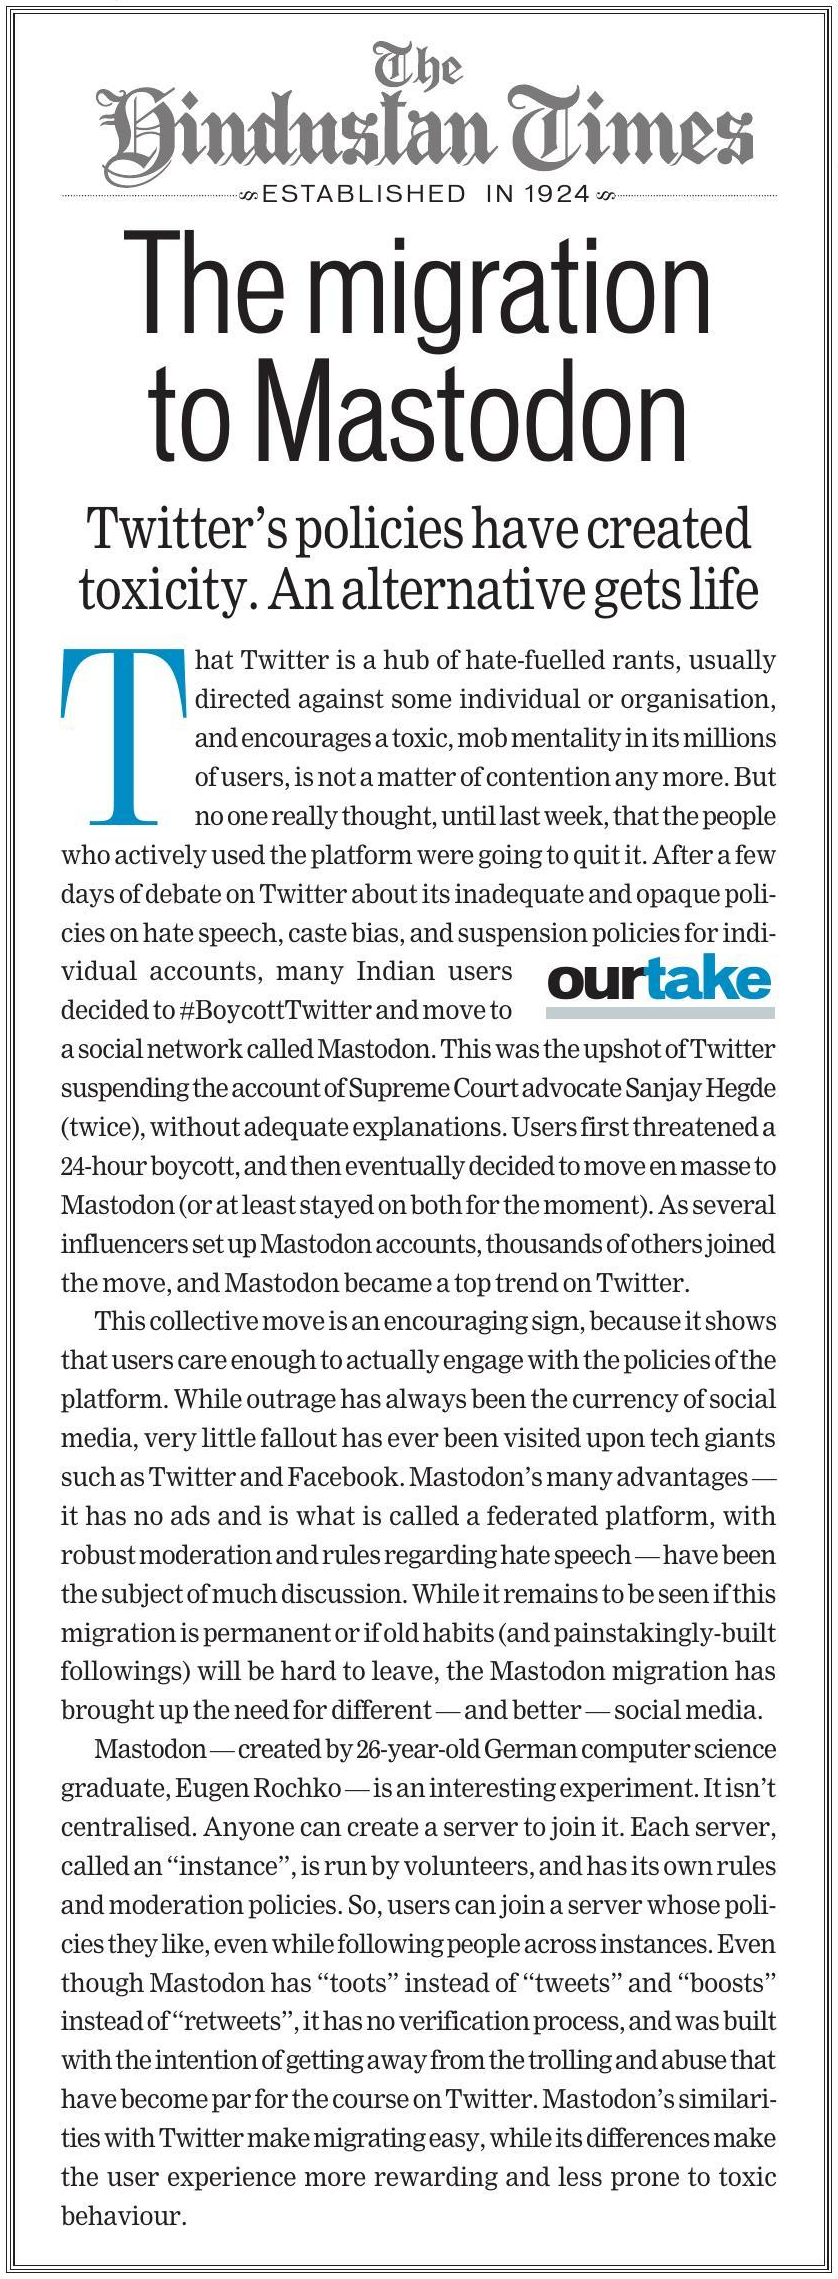 The
Hindustan Times
ESTABLISHED IN 1924
The migration
to Mastodon
Twitter’s policies have created
toxicity. An alternative gets life
That Twitter is a hub of hate-fuelled rants, usually
directed against some individual or organisation,
and encourages a toxic, mob mentality in its millions
of users, is not a matter of contention any more. But
no one really thought, until last week, that the people
who actively used the platform were going to quit it. After a few
days of debate on Twitter about its inadequate and opaque poli-
cies on hate speech, caste bias, and suspension policies for indi-
vidual accounts, many Indian users
decided to #BoycottTwitter and move to
ourtake
a social network called Mastodon. This was the upshot of Twitter
suspending the account of Supreme Court advocate Sanjay Hegde
(twice), without adequate explanations. Users first threatened a
24-hour boycott, and then eventually decided to move en masse to
Mastodon (or at least stayed on both for the moment). As several
influencers set up Mastodon accounts, thousands of others joined
the move, and Mastodon became a top trend on Twitter.
This collective move is an encouraging sign, because it shows
that users care enough to actually engage with the policies of the
platform. While outrage has always been the currency of social
media, very little fallout has ever been visited upon tech giants
such as Twitter and Facebook. Mastodon’s many advantages —
it has no ads and is what is called a federated platform, with
robust moderation and rules regarding hate speech — have been
the subject of much discussion. While it remains to be seen if this
migration is permanent or if old habits (and painstakingly-built
followings) will be hard to leave, the Mastodon migration has
brought up the need for different — and better — social media.
Mastodon — created by 26-year-old German computer science
graduate, Eugen Rochko — is an interesting experiment. It isn’t
centralised. Anyone can create a server to join it. Each server,
called an “instance”, is run by volunteers, and has its own rules
and moderation policies. So, users can join a server whose poli-
cies they like, even while following people across instances. Even
though Mastodon has “toots” instead of “tweets” and “boosts”
instead of “retweets”, it has no verification process, and was built
with the intention of getting away from the trolling and abuse that
have become par for the course on Twitter. Mastodon’s similari-
ties with Twitter make migrating easy, while its differences make
the user experience more rewarding and less prone to toxic
behaviour.